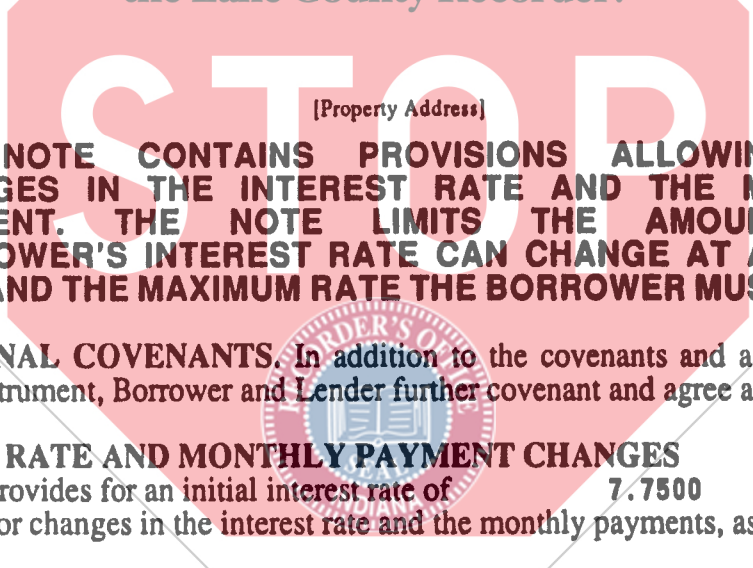 the Lake County Recorder!
STOP
[Property Address]
NOTE CONTAINS PROVISIONS ALLOWIN
GES IN THE INTEREST RATE AND THE M
ENT. THE NOTE LIMITS THE AMOU
OWER'S INTEREST RATE CAN CHANGE AT A
AND THE MAXIMUM RATE THE BORROWER MUS
NAL COVENANTS. In addition to the covenants and a
trument, Borrower and Lender further covenant and agree a
RATE AND MONTHLY PAYMENT CHANGES
rovides for an initial interest rate of 7.7500
or changes in the interest rate and the monthly payments, as
RECORDER'S OFFICE
SEAL
INDIANA